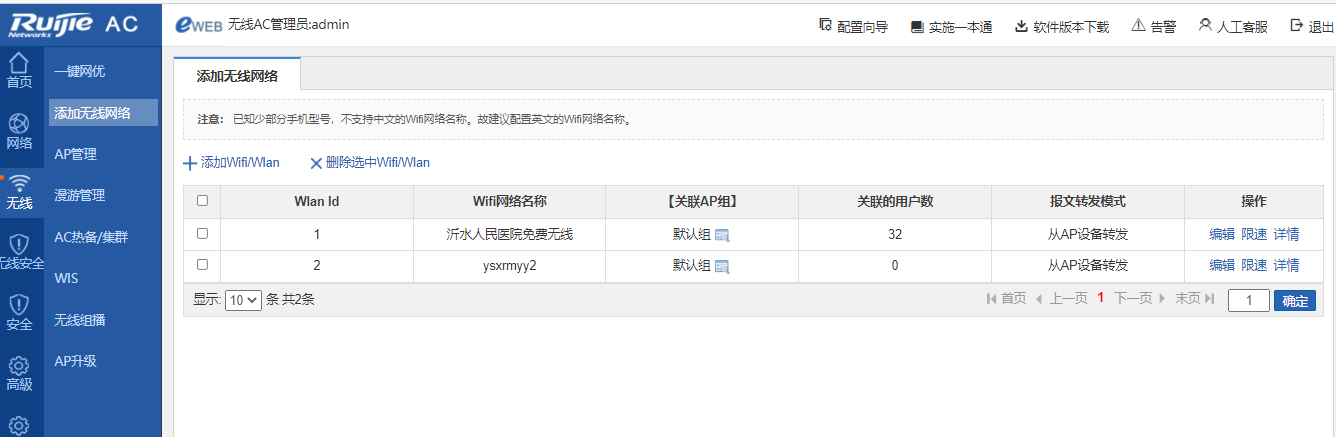 Ruijie Networks AC
eWEB 无线AC管理员:admin
配置向导 实施一本通 软件版本下载 告警 人工客服 退出
首页
网络
无线
无线安全
安全
高级
一键网优
添加无线网络
AP管理
漫游管理
AC热备/集群
WIS
无线组播
AP升级
添加无线网络
注意: 已知少部分手机型号，不支持中文的Wifi网络名称。故建议配置英文的Wifi网络名称。
添加Wifi/Wlan 删除选中Wifi/Wlan
Wlan Id Wifi网络名称 【关联AP组】 关联的用户数 报文转发模式 操作
1 沂水人民医院免费无线 默认组 32 从AP设备转发 编辑 限速 详情
2 ysxrmyy2 默认组 0 从AP设备转发 编辑 限速 详情
显示: 10 条 共2条 首页 上一页 1 下一页 末页 1 确定